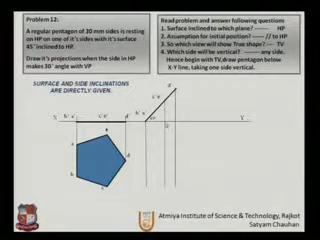 Problem 12:
A regular pentagon of 30 mm sides is resting
on HP on one of it's sides with it's surface
45° inclined to HP.
Draw it's projections when the side in HP
makes 30° angle with VP
Read problem and answer following questions
1. Surface inclined to which plane? ------- HP
2. Assumption for initial position? ------ // to HP
3. So which view will show True shape? --- TV
4. Which side will be vertical? ------- any side.
Hence begin with TV,draw pentagon below
X-Y line, taking one side vertical.
SURFACE AND SIDE INCLINATIONS
ARE DIRECTLY GIVEN.
d'
X
Y
a
b
c
d
e
Atmiya Institute of Science & Technology, Rajkot
Satyam Chauhan